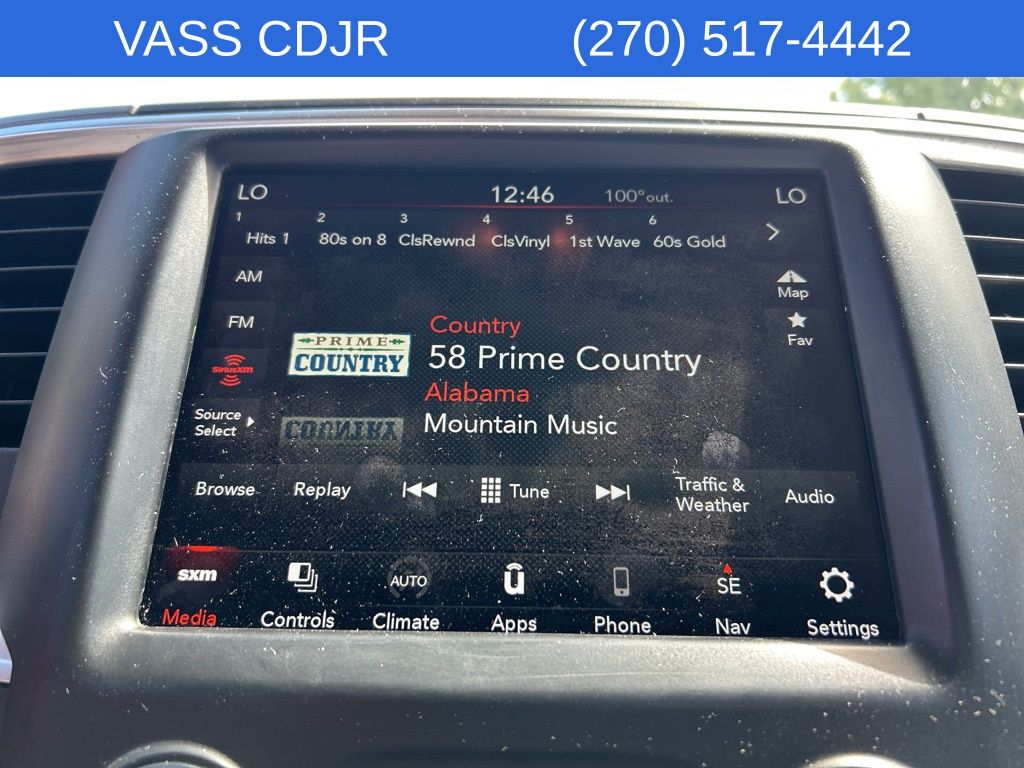 VASS CDJR (270) 517-4442
LO 12:46 100°out. LO
1 2 3 4 5 6
Hits 1 80s on 8 ClsRewnd ClsVinyl 1st Wave 60s Gold
AM
Map
FM
Fav
SiriusXM
PRIME
COUNTRY
Country
58 Prime Country
Alabama
Mountain Music
Source
Select
Browse Replay Tune Traffic &
Weather Audio
sxm AUTO u SE
Media Controls Climate Apps Phone Nav Settings